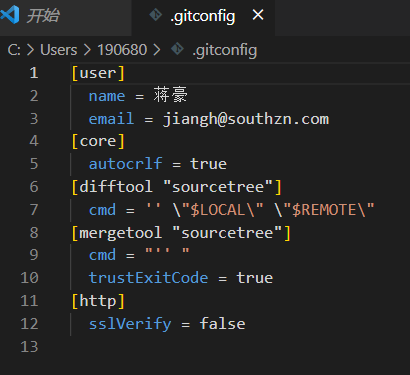 开始
.gitconfig
C: > Users > 190680 > .gitconfig
1 [user]
2 name = 蒋豪
3 email = jiangh@southzn.com
4 [core]
5 autocrlf = true
6 [difftool "sourcetree"]
7 cmd = '' \"$LOCAL\" \"$REMOTE\"
8 [mergetool "sourcetree"]
9 cmd = "'' "
10 trustExitCode = true
11 [http]
12 sslVerify = false
13